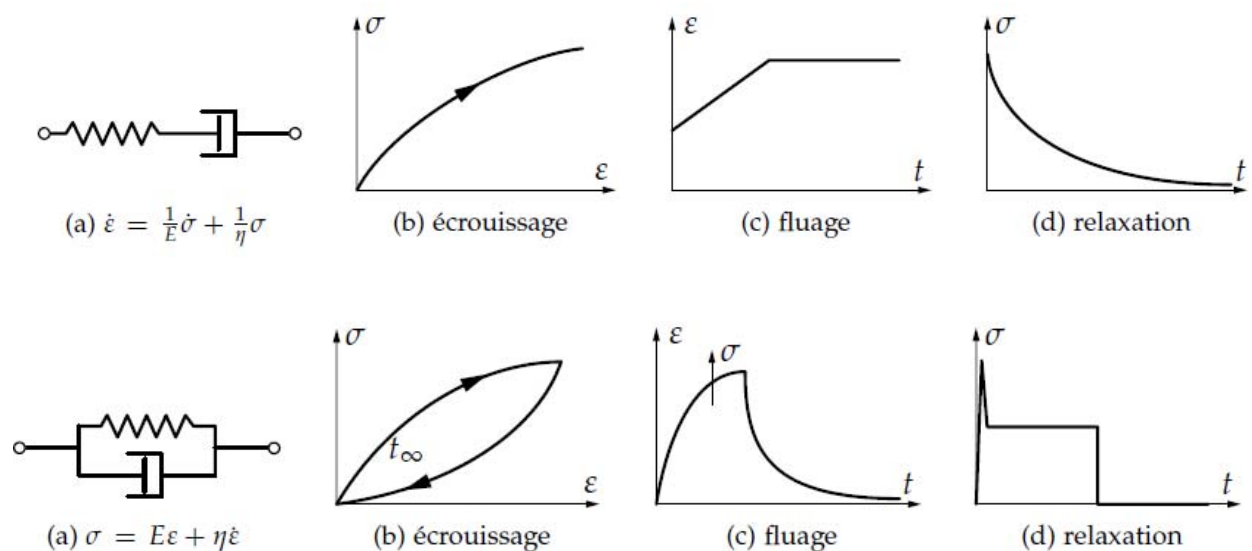 σ
ε
(a) ε̇ = 1/E σ̇ + 1/η σ
(b) écrouissage
ε
t
(c) fluage
σ
t
(d) relaxation
σ
t∞
ε
(a) σ = Eε + ηε̇
(b) écrouissage
ε
σ
t
(c) fluage
σ
t
(d) relaxation